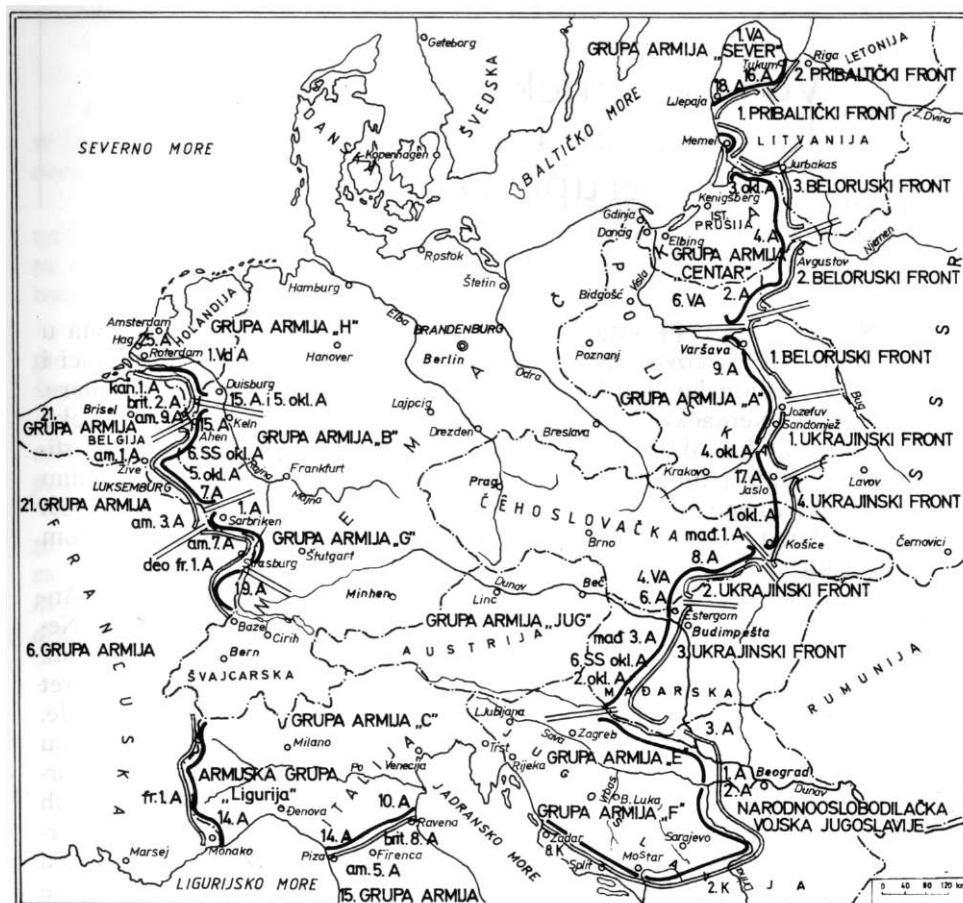 Geteborg
GRUPA ARMIJA „SEVER"
1. VA
Tukum
16. A
18. A
Riga
LETONIJA
2. PRIBALTIČKI FRONT
Ljepaja
1. PRIBALTIČKI FRONT
Z. Dvina
ŠVEDSKA
DANSKA
SEVERNO MORE
Kopenhagen
BALTIČKO MORE
Memel
LITVANIJA
Jurbakas
3. okl. A
3. BELORUSKI FRONT
Kenigsberg
IST. PRUSIJA
Gdinja
Dancig
Elbing
4. A
Njemen
GRUPA ARMIJA „CENTAR"
Avgustov
2. BELORUSKI FRONT
Rostok
Hamburg
Štetin
Bidgošć
Visla
6. VA
2. A
SSSR
Amsterdam
HOLANDIJA
GRUPA ARMIJA „H"
Elba
BRANDENBURG
Hag
25. A
Roterdam
1. Vd A
Hanover
Berlin
Poznanj
Varšava
9. A
1. BELORUSKI FRONT
POLJSKA
Odra
kan. 1. A
Duisburg
brit. 2. A
15. A. i 5. okl. A
GRUPA ARMIJA „A"
Bug
Brisel
am. 9. A
21. GRUPA ARMIJA
15. A
Keln
Lajpcig
Jozefuv
Sandomjež
BELGIJA
Ahen
GRUPA ARMIJA „B"
Drezden
Breslava
1. UKRAJINSKI FRONT
am. 1. A
6. SS okl. A
4. okl. A
Žive
5. okl. A
Rajna
Frankfurt
Krakov
17. A
Lavov
LUKSEMBURG
7. A
Majna
Prag
Jaslo
21. GRUPA ARMIJA
NEMAČKA
ČEHOSLOVAČKA
4. UKRAJINSKI FRONT
1. A
1. okl. A
am. 3. A
Sarbriken
mađ. 1. A
am. 7. A
GRUPA ARMIJA „G"
Brno
8. A
Košice
Černovici
deo fr. 1. A
Strasburg
Štutgart
19. A
Dunav
Beč
4. VA
2. UKRAJINSKI FRONT
Minhen
Linc
6. A
Estergom
Bazel
GRUPA ARMIJA „JUG"
Budimpešta
Cirih
AUSTRIJA
mađ 3. A
3. UKRAJINSKI FRONT
FRANCUSKA
6. GRUPA ARMIJA
Bern
ŠVAJCARSKA
6. SS okl. A
2. okl. A
MAĐARSKA
RUMUNIJA
GRUPA ARMIJA „C"
Ljubljana
Sava
Zagreb
3. A
Milano
Trst
Venecija
Rijeka
GRUPA ARMIJA „E"
ARMIJSKA GRUPA „Ligurija"
Po
ITALIJA
JUGOSLAVIJA
1. A
Beograd
2. A
Dunav
fr. 1. A
Đenova
Vrbas
B. Luka
10. A
GRUPA ARMIJA „F"
NARODNOOSLOBODILAČKA VOJSKA JUGOSLAVIJE
14. A
JADRANSKO MORE
Ravena
Zadar
Sarajevo
Monako
14. A
brit. 8. A
8. K
Marsej
Piza
Firenca
Split
Mostar
am. 5. A
Drina
LIGURIJSKO MORE
15. GRUPA ARMIJA
2. K
0 40 80 120 km